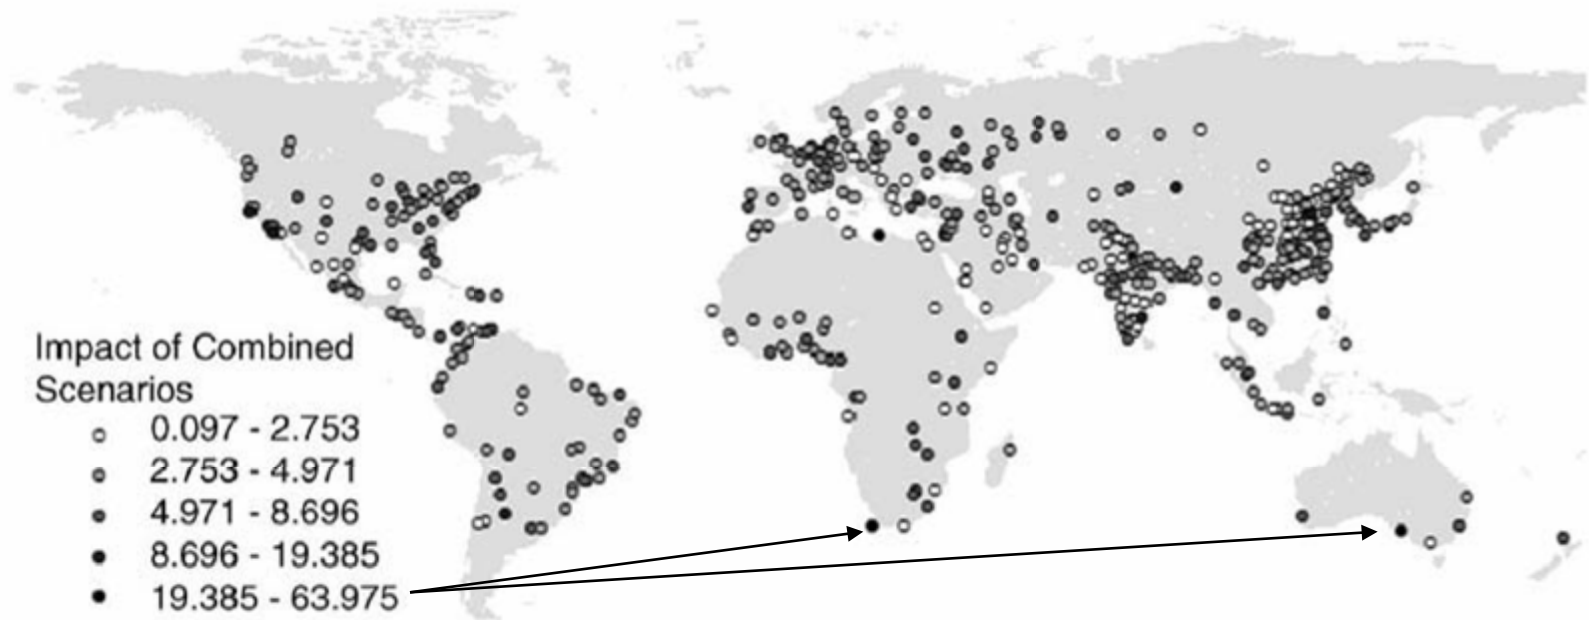 Impact of Combined
Scenarios
0.097 - 2.753
2.753 - 4.971
4.971 - 8.696
8.696 - 19.385
19.385 - 63.975